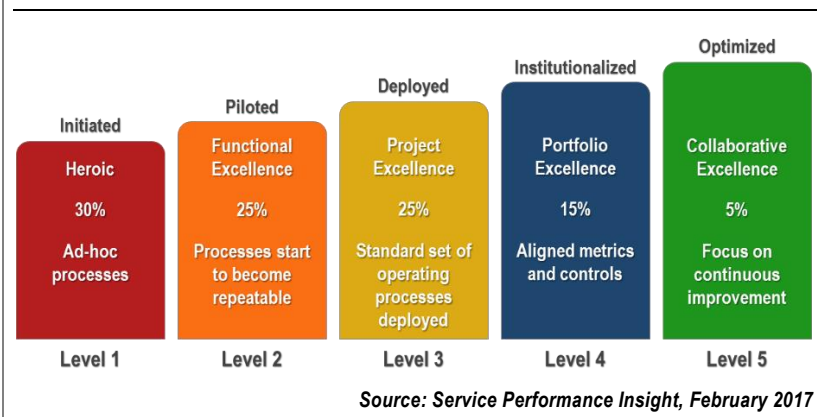 Initiated
Heroic
30%
Ad-hoc
processes
Level 1
Piloted
Functional
Excellence
25%
Processes start
to become
repeatable
Level 2
Deployed
Project
Excellence
25%
Standard set of
operating
processes
deployed
Level 3
Institutionalized
Portfolio
Excellence
15%
Aligned metrics
and controls
Level 4
Optimized
Collaborative
Excellence
5%
Focus on
continuous
improvement
Level 5
Source: Service Performance Insight, February 2017